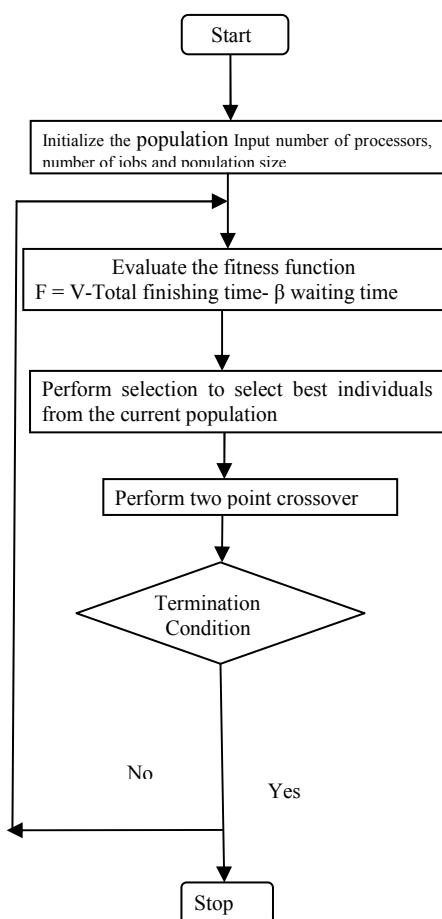 Start
Initialize the population Input number of processors,
number of jobs and population size
Evaluate the fitness function
F = V-Total finishing time- β waiting time
Perform selection to select best individuals
from the current population
Perform two point crossover
Termination
Condition
No
Yes
Stop